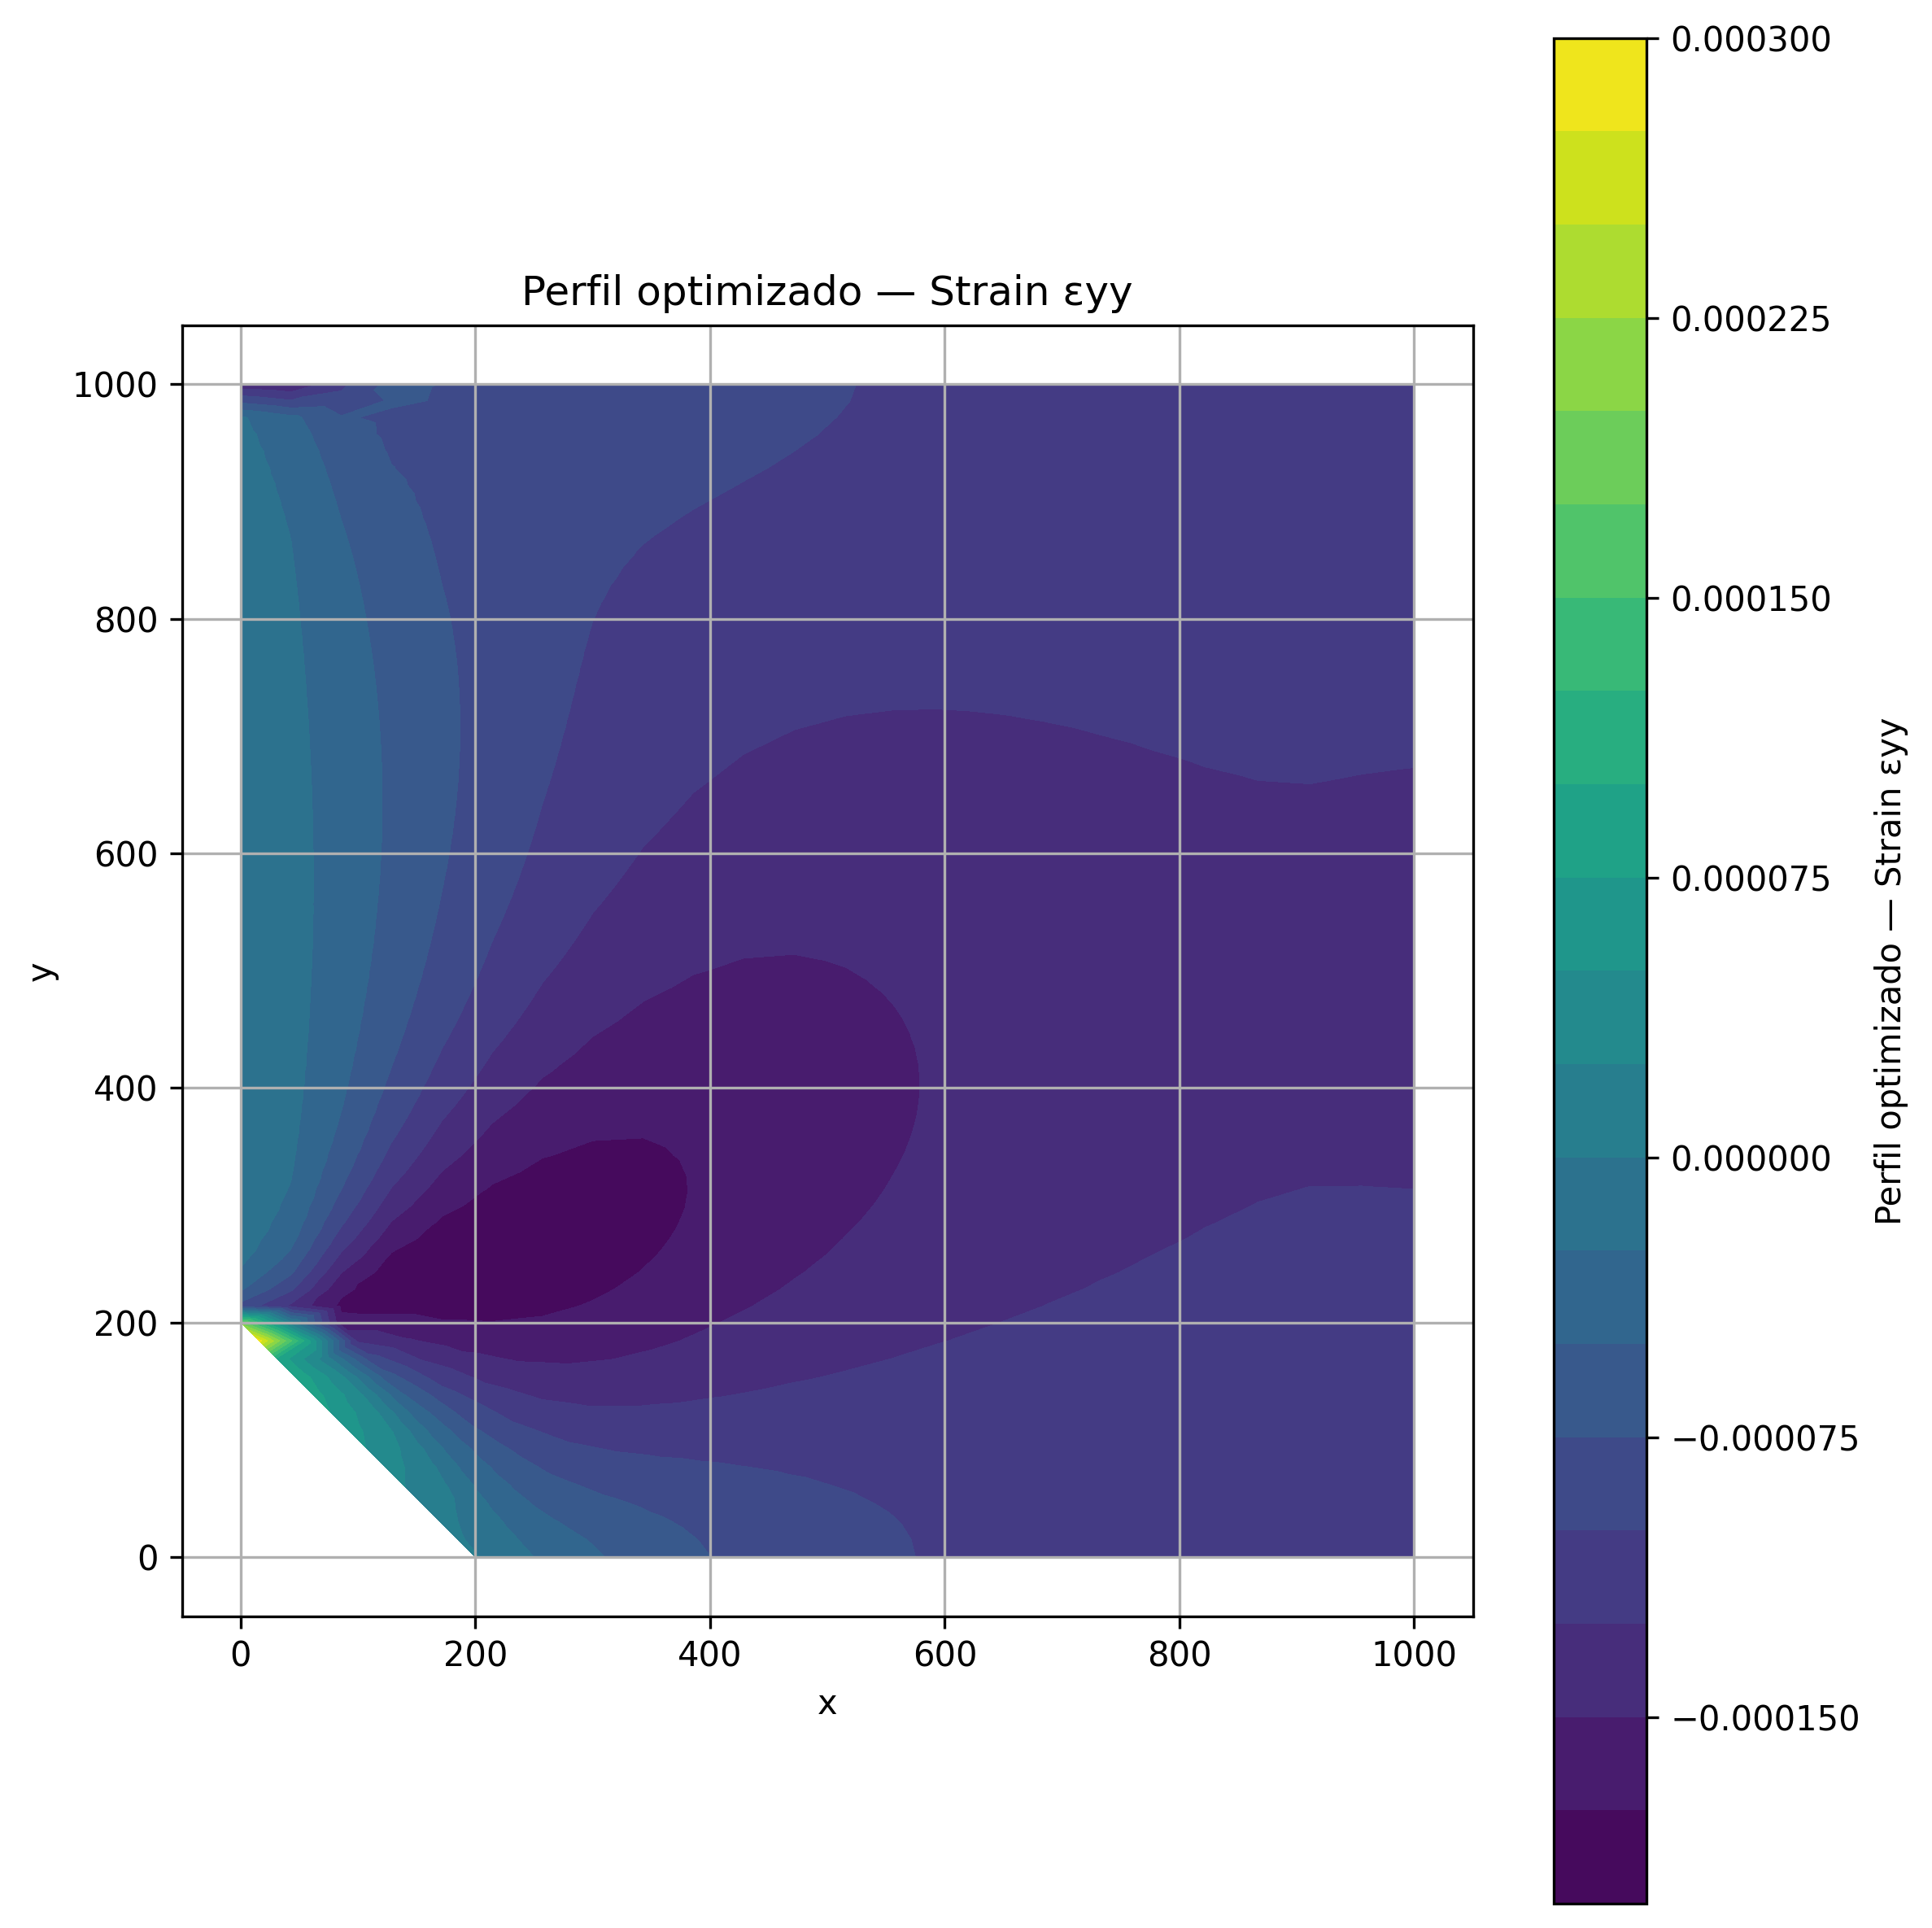 Perfil optimizado — Strain εyy
1000
800
600
400
200
0
y
0 200 400 600 800 1000
x
0.000300
0.000225
0.000150
0.000075
0.000000
−0.000075
−0.000150
Perfil optimizado — Strain εyy